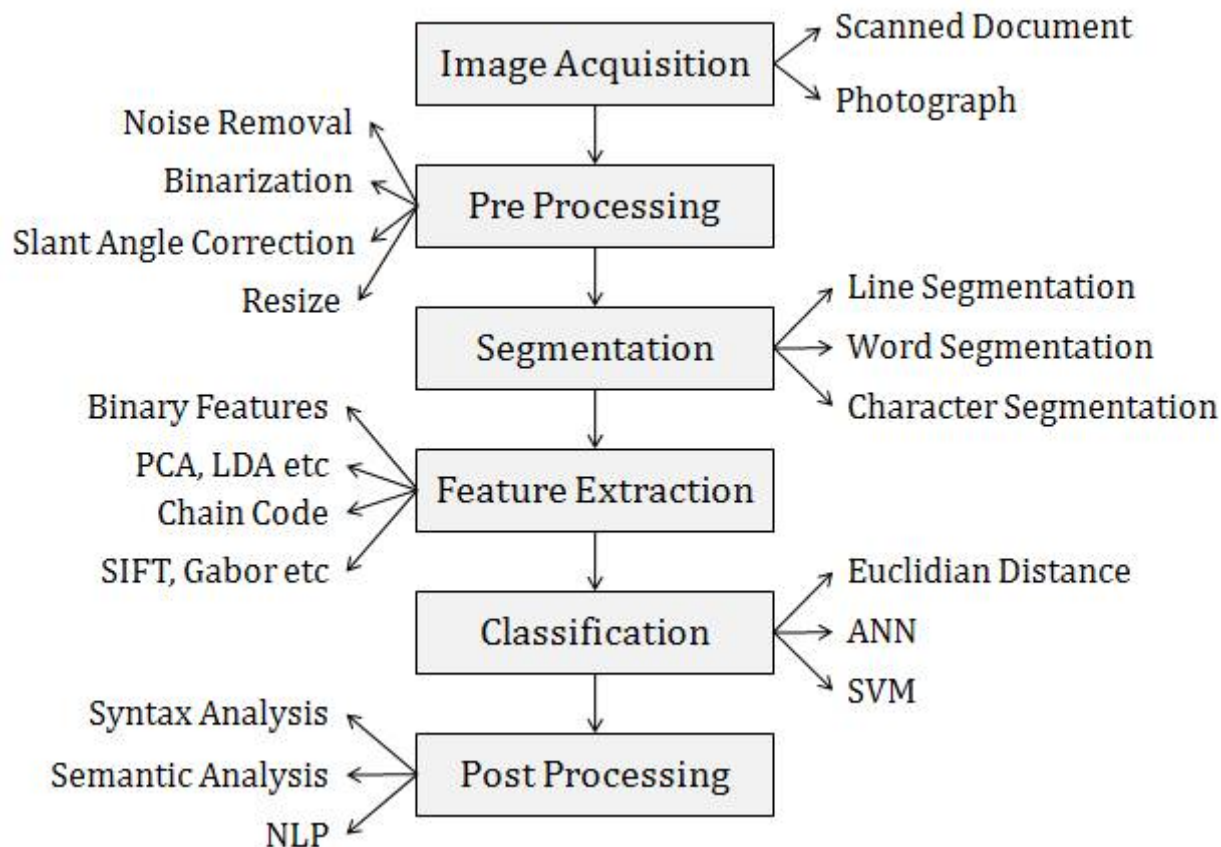 Image Acquisition
Scanned Document
Photograph
Pre Processing
Noise Removal
Binarization
Slant Angle Correction
Resize
Segmentation
Line Segmentation
Word Segmentation
Character Segmentation
Feature Extraction
Binary Features
PCA, LDA etc
Chain Code
SIFT, Gabor etc
Classification
Euclidian Distance
ANN
SVM
Post Processing
Syntax Analysis
Semantic Analysis
NLP